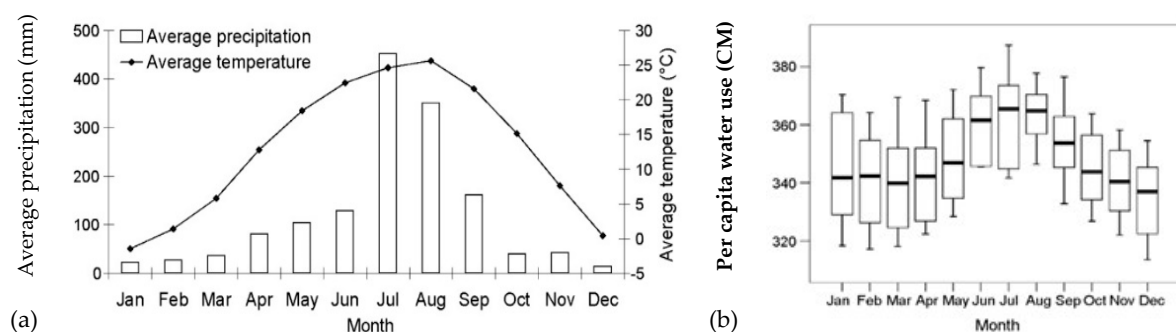 Average precipitation (mm)
500
400
300
200
100
0
Average precipitation
Average temperature
30
25
20
15
10
5
0
-5
Average temperature (°C)
Jan Feb Mar Apr May Jun Jul Aug Sep Oct Nov Dec
Month
(a)
Per capita water use (CM)
380
360
340
320
Jan Feb Mar Apr May Jun Jul Aug Sep Oct Nov Dec
Month
(b)